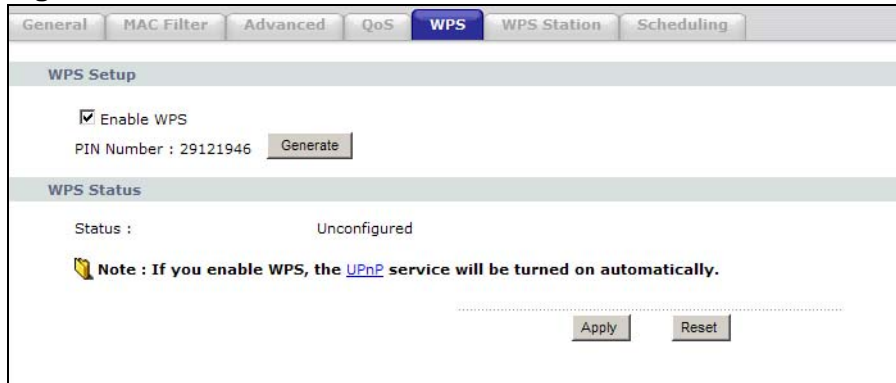 General MAC Filter Advanced QoS WPS WPS Station Scheduling
WPS Setup
Enable WPS
PIN Number : 29121946 Generate
WPS Status
Status : Unconfigured
Note : If you enable WPS, the UPnP service will be turned on automatically.
Apply Reset